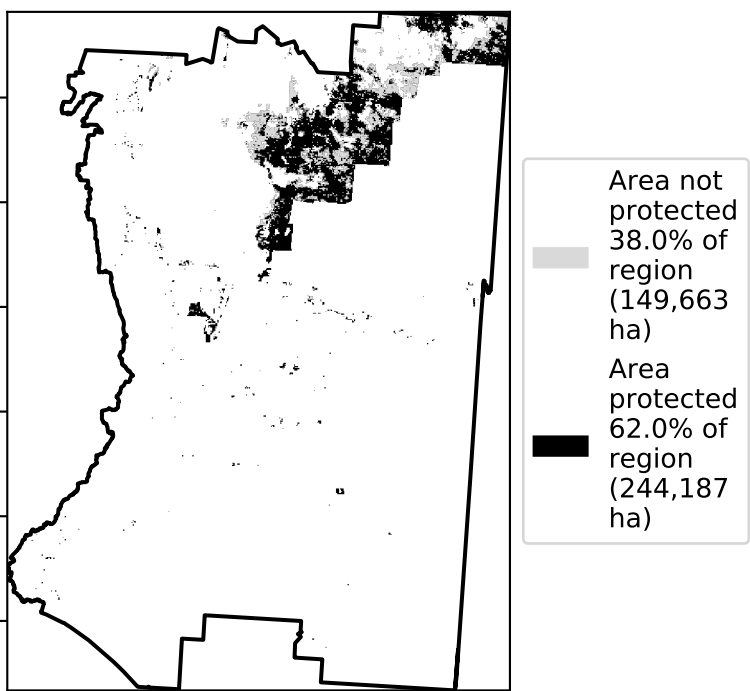 Area not
protected
38.0% of
region
(149,663
ha)
Area
protected
62.0% of
region
(244,187
ha)